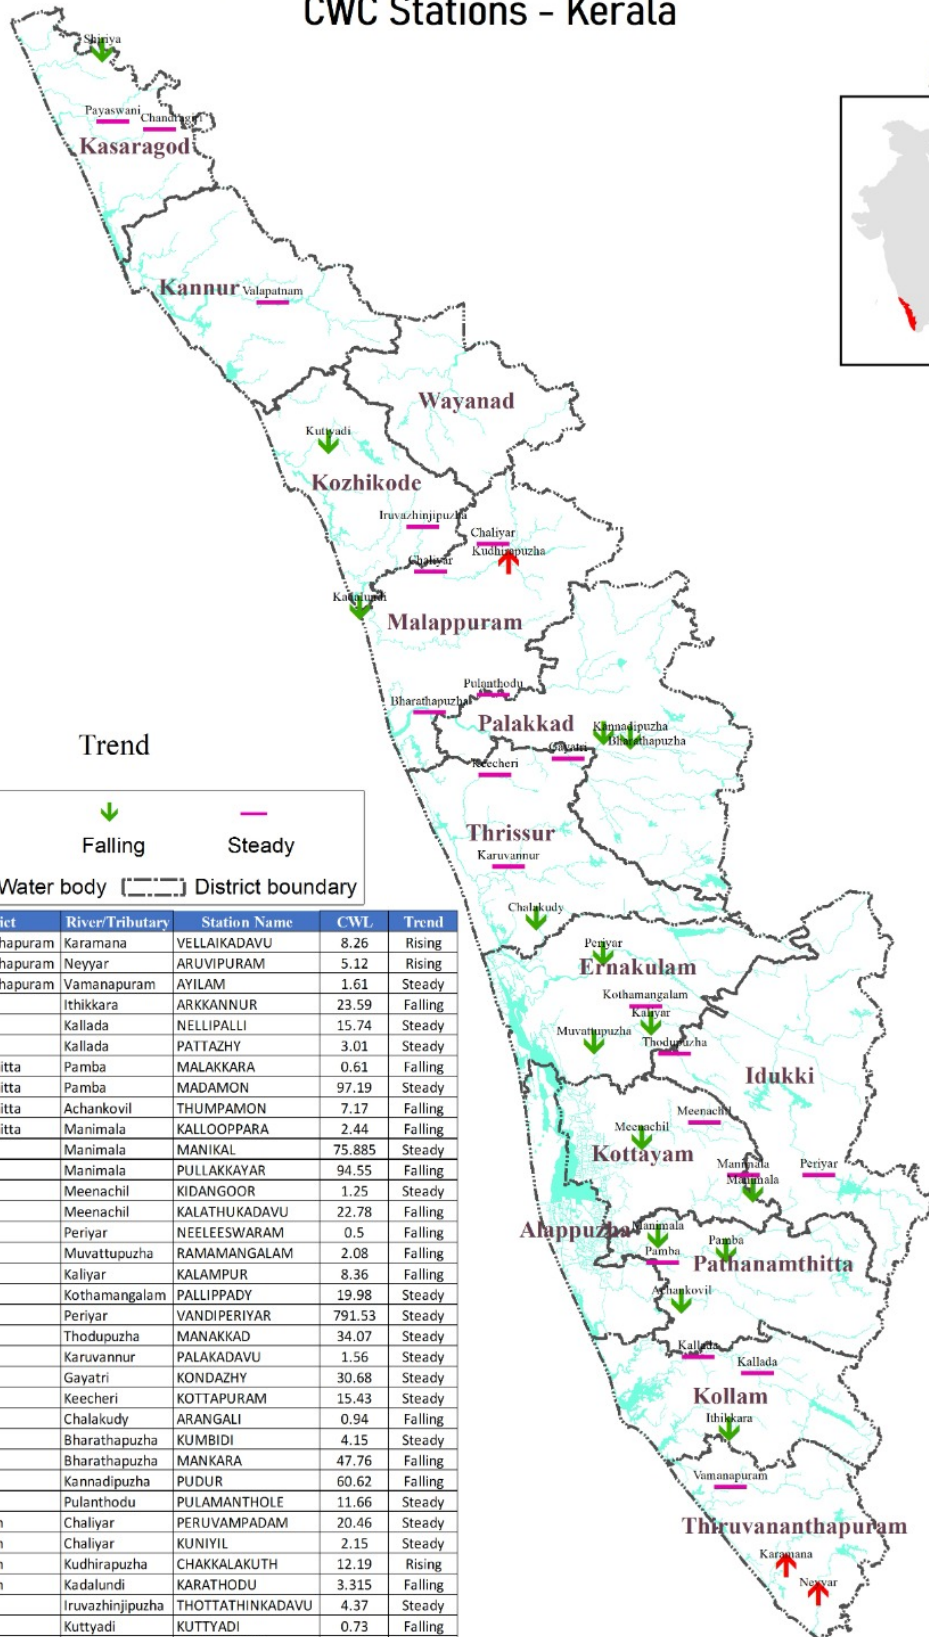 CWC Stations - Kerala
Shiriya
Payaswani Chandragiri
Kasaragod
Kannur Valapatnam
Wayanad
Kuttyadi
Kozhikode
Iruvazhinjipuzha
Chaliyar
Kudhirapuzha
Chaliyar
Kadalundi
Malappuram
Pulanthodu
Bharathapuzha
Palakkad
Kannadipuzha
Bharathapuzha
Gayatri
Keecheri
Thrissur
Karuvannur
Chalakudy
Periyar
Ernakulam
Kothamangalam
Kaliyar
Muvattupuzha
Thodupuzha
Idukki
Meenachil
Meenachil
Kottayam
Manimala Periyar
Manimala
Alappuzha Manimala
Pamba
Pamba
Pathanamthitta
Achankovil
Kallada
Kallada
Kollam
Ithikkara
Vamanapuram
Thiruvananthapuram
Karamana
Neyyar
Trend
Falling Steady
Water body District boundary
ict River/Tributary Station Name CWL Trend
hapuram Karamana VELLAIKADAVU 8.26 Rising
hapuram Neyyar ARUVIPURAM 5.12 Rising
hapuram Vamanapuram AYILAM 1.61 Steady
Ithikkara ARKKANNUR 23.59 Falling
Kallada NELLIPALLI 15.74 Steady
Kallada PATTAZHY 3.01 Steady
itta Pamba MALAKKARA 0.61 Falling
itta Pamba MADAMON 97.19 Steady
itta Achankovil THUMPAMON 7.17 Falling
itta Manimala KALLOOPPARA 2.44 Falling
Manimala MANIKAL 75.885 Steady
Manimala PULLAKKAYAR 94.55 Falling
Meenachil KIDANGOOR 1.25 Steady
Meenachil KALATHUKADAVU 22.78 Falling
Periyar NEELEESWARAM 0.5 Falling
Muvattupuzha RAMAMANGALAM 2.08 Falling
Kaliyar KALAMPUR 8.36 Falling
Kothamangalam PALLIPPADY 19.98 Steady
Periyar VANDIPERIYAR 791.53 Steady
Thodupuzha MANAKKAD 34.07 Steady
Karuvannur PALAKADAVU 1.56 Steady
Gayatri KONDAZHY 30.68 Steady
Keecheri KOTTAPURAM 15.43 Steady
Chalakudy ARANGALI 0.94 Falling
Bharathapuzha KUMBIDI 4.15 Steady
Bharathapuzha MANKARA 47.76 Falling
Kannadipuzha PUDUR 60.62 Falling
Pulanthodu PULAMANTHOLE 11.66 Steady
n Chaliyar PERUVAMPADAM 20.46 Steady
n Chaliyar KUNIYIL 2.15 Steady
n Kudhirapuzha CHAKKALAKUTH 12.19 Rising
n Kadalundi KARATHODU 3.315 Falling
Iruvazhinjipuzha THOTTATHINKADAVU 4.37 Steady
Kuttyadi KUTTYADI 0.73 Falling